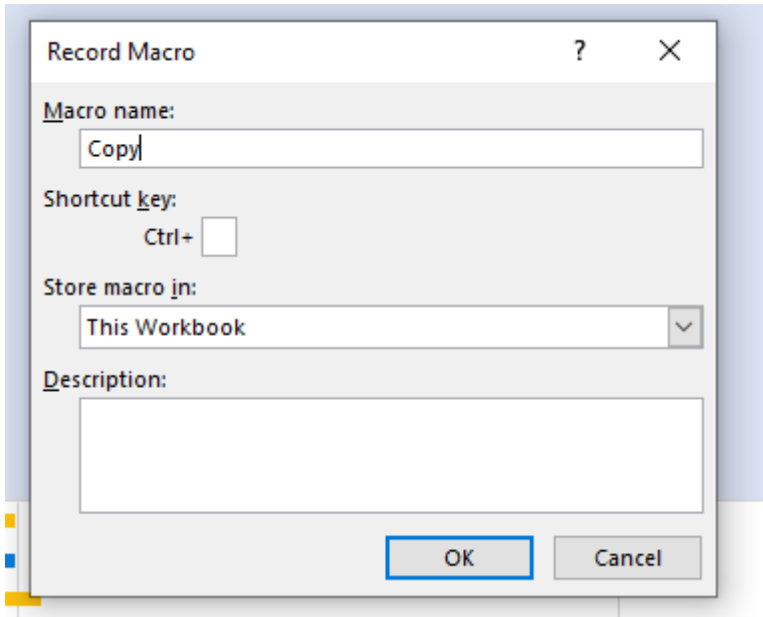 Record Macro ?
Macro name:
Copy
Shortcut key:
Ctrl+
Store macro in:
This Workbook
Description:
OK Cancel